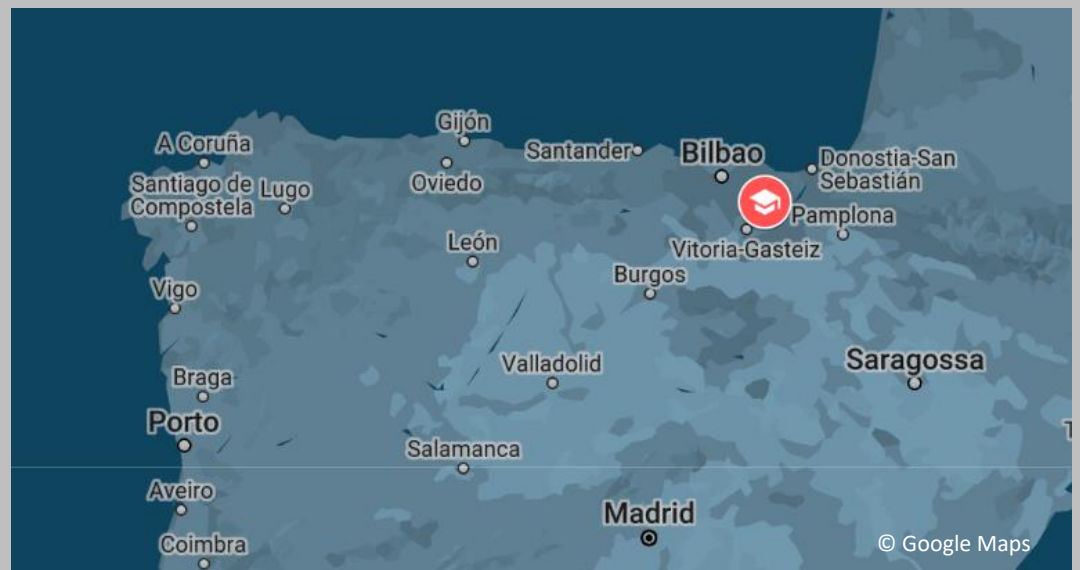 Gijón
A Coruña
Santander
Bilbao
Donostia-San
Sebastián
Santiago de
Compostela
Lugo
Oviedo
Pamplona
León
Vitoria-Gasteiz
Burgos
Vigo
Valladolid
Saragossa
Braga
Porto
Salamanca
Aveiro
Madrid
Coimbra
© Google Maps